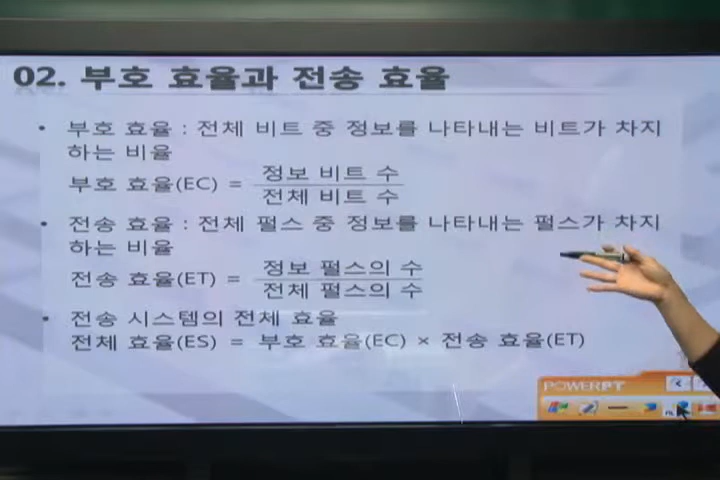 02. 부호 효율과 전송 효율
• 부호 효율 : 전체 비트 중 정보를 나타내는 비트가 차지
하는 비율
부호 효율(EC) = 정보 비트 수
전체 비트 수
• 전송 효율 : 전체 펄스 중 정보를 나타내는 펄스가 차지
하는 비율
전송 효율(ET) = 정보 펄스의 수
전체 펄스의 수
• 전송 시스템의 전체 효율
전체 효율(ES) = 부호 효율(EC) × 전송 효율(ET)
POWERPT